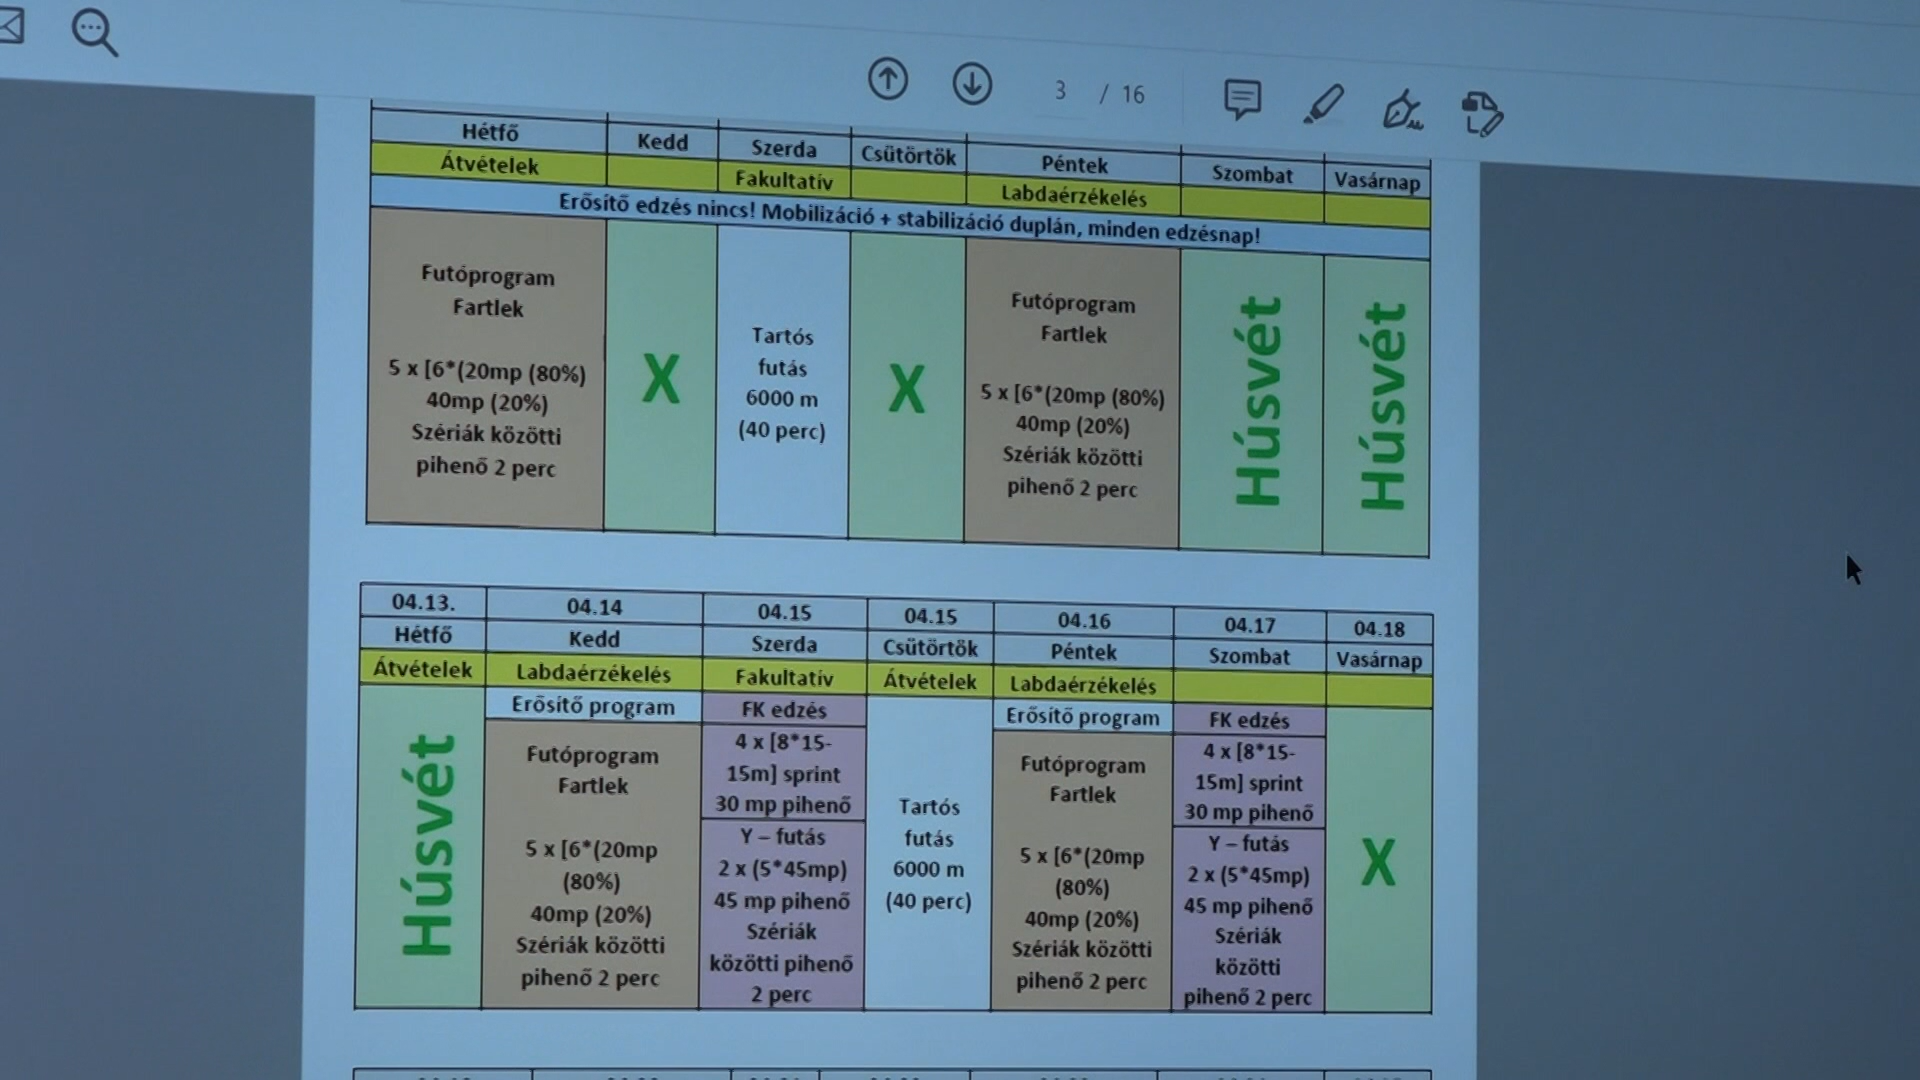 3 / 16
Hétfő Kedd Szerda Csütörtök Péntek Szombat Vasárnap
Átvételek Fakultatív Labdaérzékelés
Erősítő edzés nincs! Mobilizáció + stabilizáció duplán, minden edzésnap!
Futóprogram
Fartlek
5 x [6*(20mp (80%)
40mp (20%)
Szériák közötti
pihenő 2 perc
X
Tartós
futás
6000 m
(40 perc)
X
Futóprogram
Fartlek
5 x [6*(20mp (80%)
40mp (20%)
Szériák közötti
pihenő 2 perc
Húsvét
Húsvét
04.13. 04.14 04.15 04.15 04.16 04.17 04.18
Hétfő Kedd Szerda Csütörtök Péntek Szombat Vasárnap
Átvételek Labdaérzékelés Fakultatív Átvételek Labdaérzékelés
Húsvét
Erősítő program
Futóprogram
Fartlek
5 x [6*(20mp
(80%)
40mp (20%)
Szériák közötti
pihenő 2 perc
FK edzés
4 x [8*15-
15m] sprint
30 mp pihenő
Y – futás
2 x (5*45mp)
45 mp pihenő
Szériák
közötti pihenő
2 perc
Tartós
futás
6000 m
(40 perc)
Erősítő program
Futóprogram
Fartlek
5 x [6*(20mp
(80%)
40mp (20%)
Szériák közötti
pihenő 2 perc
FK edzés
4 x [8*15-
15m] sprint
30 mp pihenő
Y – futás
2 x (5*45mp)
45 mp pihenő
Szériák
közötti
pihenő 2 perc
X